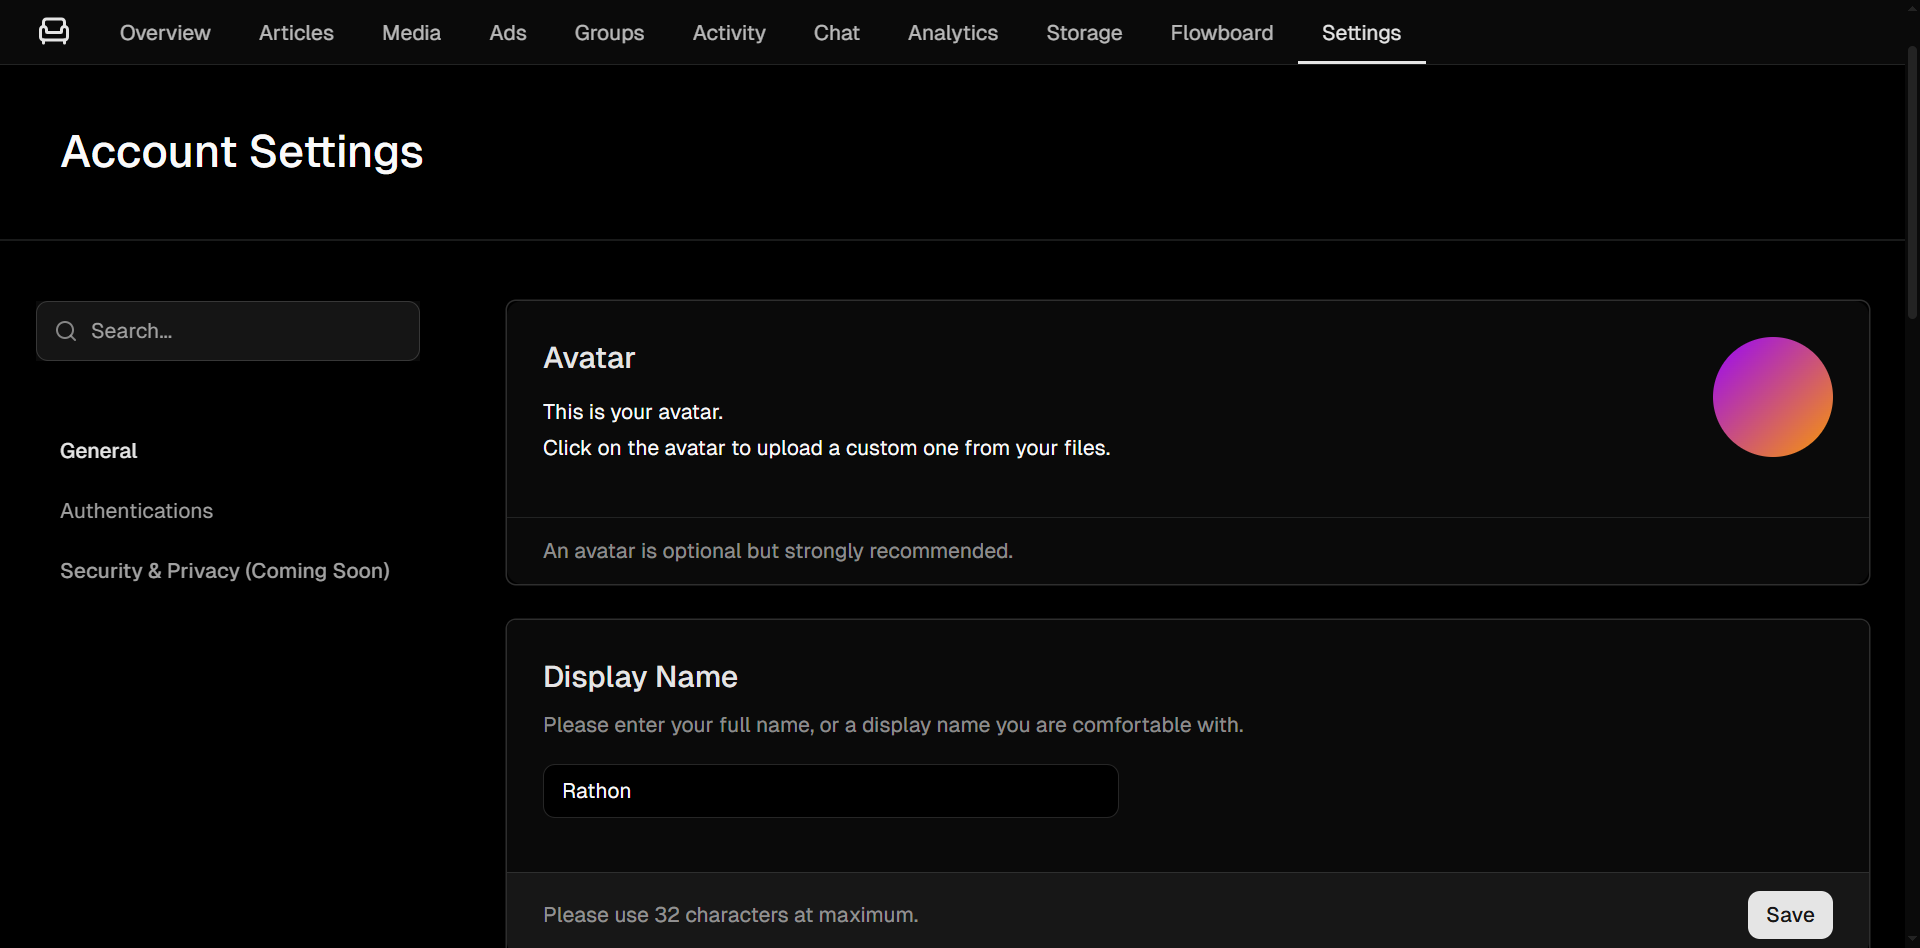 Overview Articles Media Ads Groups Activity Chat Analytics Storage Flowboard Settings
Account Settings
Search...
General
Authentications
Security & Privacy (Coming Soon)
Avatar
This is your avatar.
Click on the avatar to upload a custom one from your files.
An avatar is optional but strongly recommended.
Display Name
Please enter your full name, or a display name you are comfortable with.
Rathon
Please use 32 characters at maximum.
Save